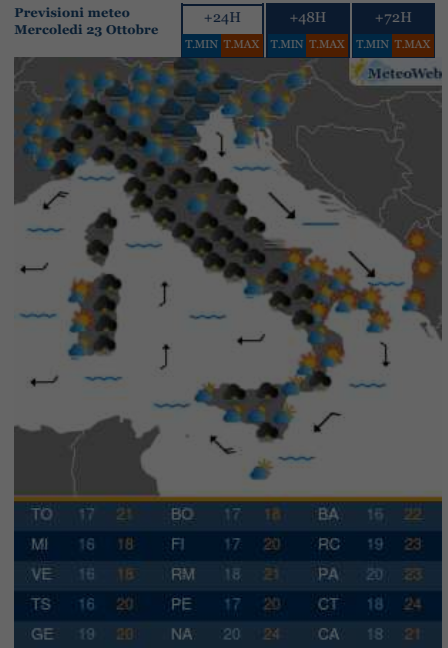 Previsioni meteo
Mercoledi 23 Ottobre
+24H +48H +72H
T.MIN T.MAX T.MIN T.MAX T.MIN T.MAX
MeteoWeb
TO 17 21 BO 17 18 BA 16 22
MI 16 18 FI 17 20 RC 19 23
VE 16 18 RM 18 21 PA 20 23
TS 16 20 PE 17 20 CT 18 24
GE 19 20 NA 20 24 CA 18 21